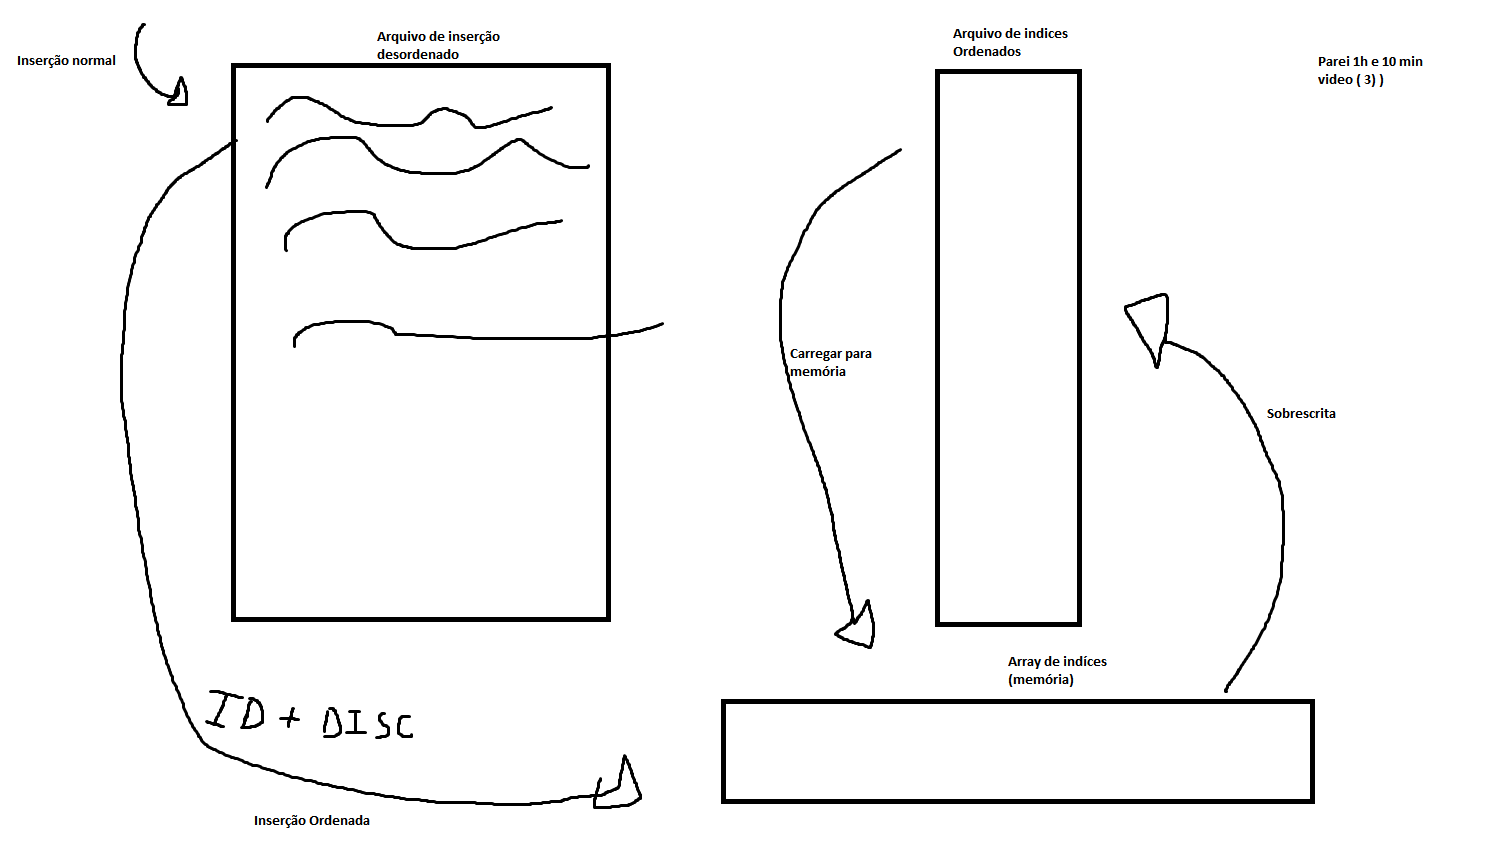 Inserção normal
Arquivo de inserção
desordenado
Arquivo de indices
Ordenados
Parei 1h e 10 min
video ( 3) )
Carregar para
memória
Sobrescrita
Array de indíces
(memória)
ID + DISC
Inserção Ordenada